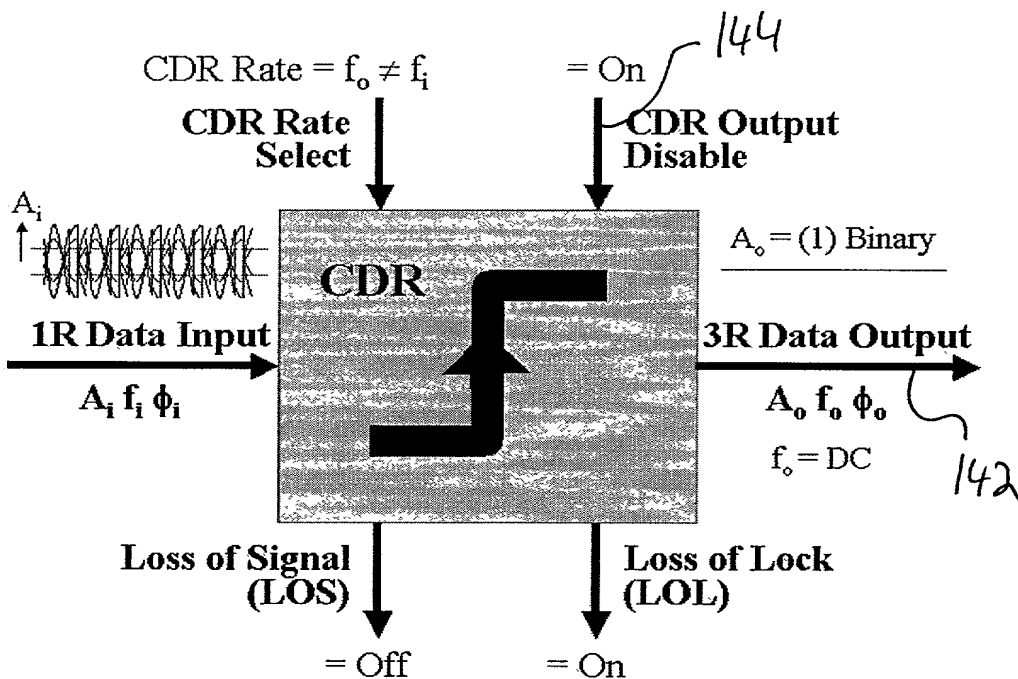 144
CDR Rate = fₒ ≠ fᵢ
= On
CDR Rate
Select
CDR Output
Disable
Aᵢ
Aₒ = (1) Binary
CDR
1R Data Input
3R Data Output
Aᵢ fᵢ ϕᵢ
Aₒ fₒ ϕₒ
fₒ = DC
142
Loss of Signal
(LOS)
Loss of Lock
(LOL)
= Off
= On